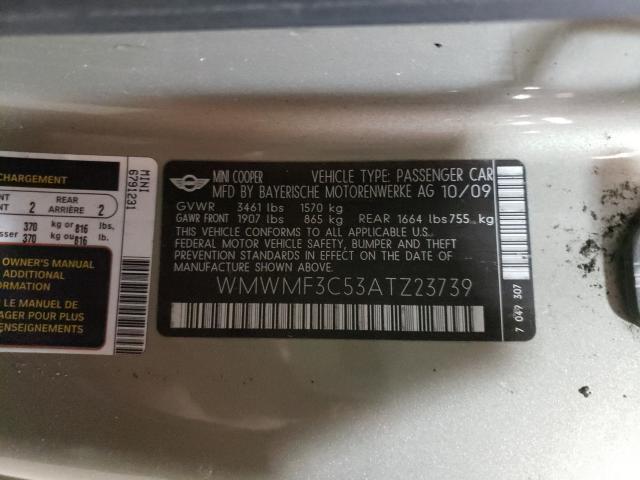 CHARGEMENT
2
REAR
ARRIÈRE
2
370 kg or 816 lbs.
370 kg ou 816 lb.
OWNER'S MANUAL
ADDITIONAL
LE MANUEL DE
POUR PLUS
MINI
6791231
MINI COOPER VEHICLE TYPE: PASSENGER CAR
MFD BY BAYERISCHE MOTORENWERKE AG 10/09
GVWR 3461 lbs 1570 kg
GAWR FRONT 1907 lbs 865 kg REAR 1664 lbs 755 kg
THIS VEHICLE CONFORMS TO ALL APPLICABLE U.S.
FEDERAL MOTOR VEHICLE SAFETY, BUMPER AND THEFT
PREVENTION STANDARDS IN EFFECT ON THE DATE OF
MANUFACTURE SHOWN ABOVE.
WMWMF3C53ATZ23739
7 049 307